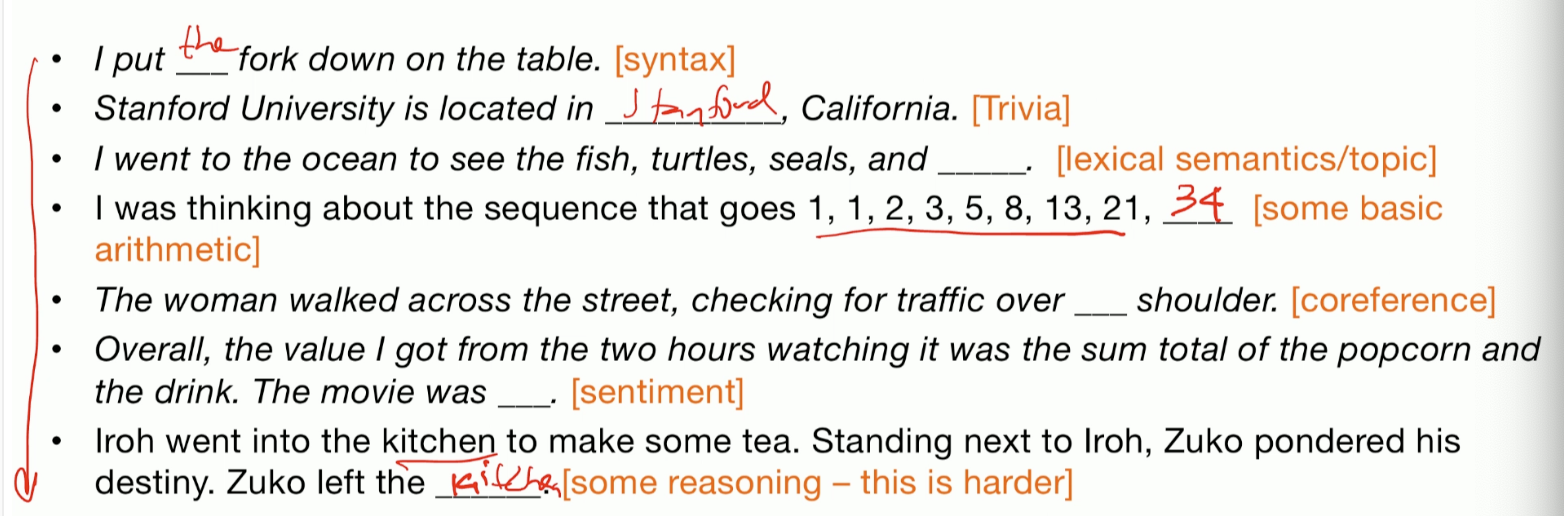 • I put the fork down on the table. [syntax]
• Stanford University is located in Stanford, California. [Trivia]
• I went to the ocean to see the fish, turtles, seals, and _____. [lexical semantics/topic]
• I was thinking about the sequence that goes 1, 1, 2, 3, 5, 8, 13, 21, 34 [some basic
arithmetic]
• The woman walked across the street, checking for traffic over ___ shoulder. [coreference]
• Overall, the value I got from the two hours watching it was the sum total of the popcorn and
the drink. The movie was ___. [sentiment]
• Iroh went into the kitchen to make some tea. Standing next to Iroh, Zuko pondered his
destiny. Zuko left the kitchen. [some reasoning – this is harder]